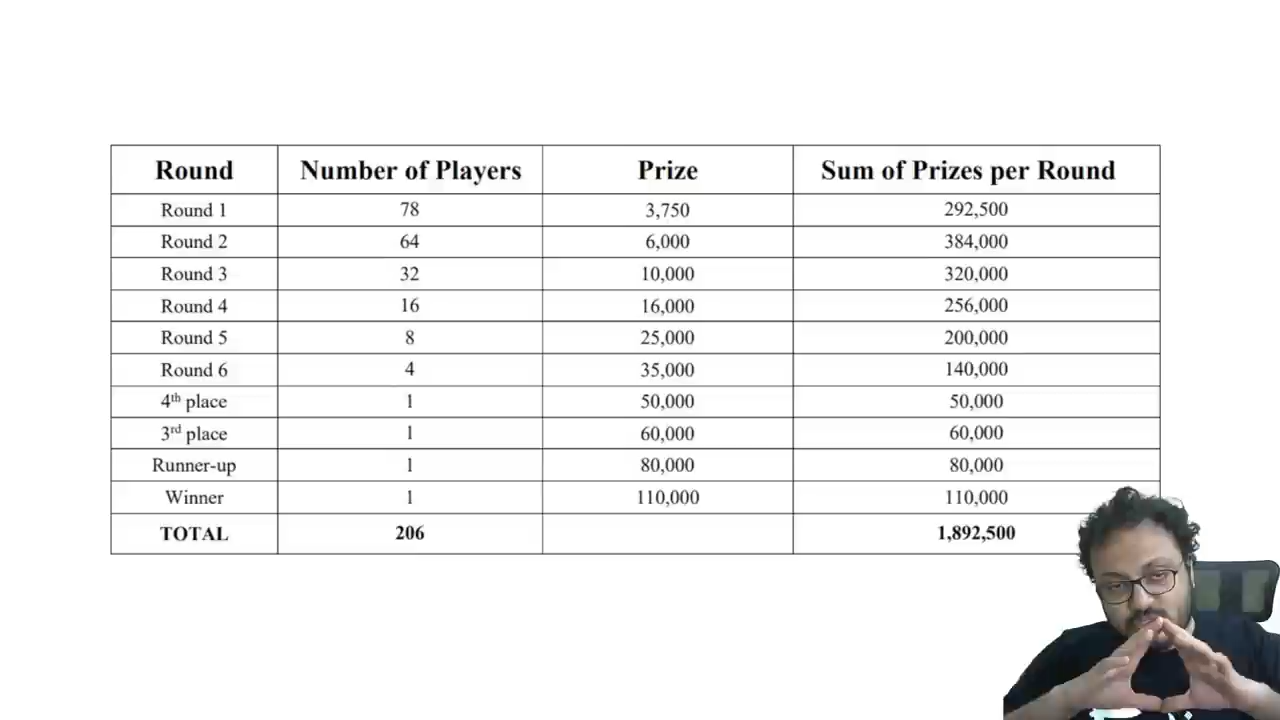 Round Number of Players Prize Sum of Prizes per Round
Round 1 78 3,750 292,500
Round 2 64 6,000 384,000
Round 3 32 10,000 320,000
Round 4 16 16,000 256,000
Round 5 8 25,000 200,000
Round 6 4 35,000 140,000
4th place 1 50,000 50,000
3rd place 1 60,000 60,000
Runner-up 1 80,000 80,000
Winner 1 110,000 110,000
TOTAL 206 1,892,500